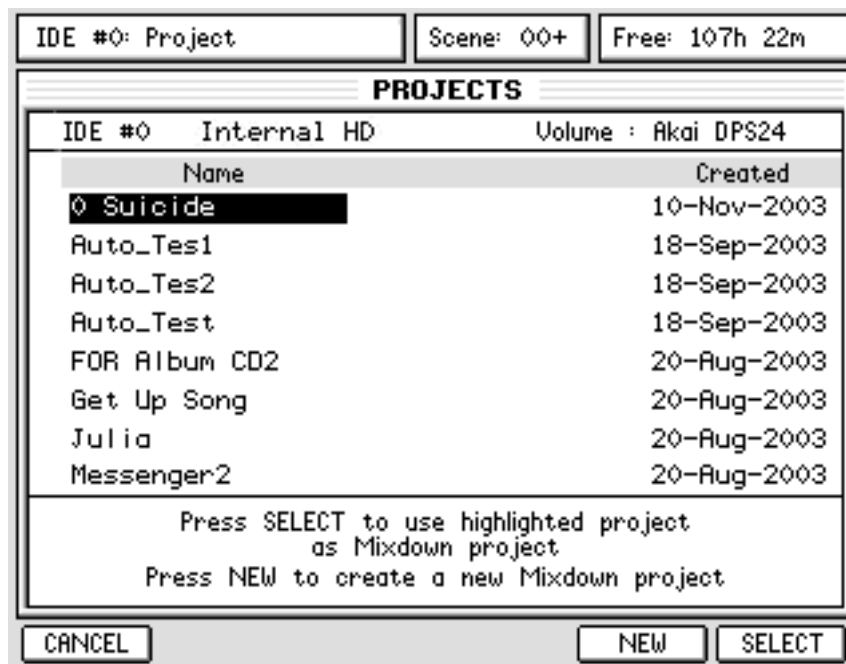 IDE #0: Project Scene: 00+ Free: 107h 22m
PROJECTS
IDE #0 Internal HD Volume : Akai DPS24
Name Created
0 Suicide 10-Nov-2003
Auto_Tes1 18-Sep-2003
Auto_Tes2 18-Sep-2003
Auto_Test 18-Sep-2003
FOR Album CD2 20-Aug-2003
Get Up Song 20-Aug-2003
Julia 20-Aug-2003
Messenger2 20-Aug-2003
Press SELECT to use highlighted project
as Mixdown project
Press NEW to create a new Mixdown project
CANCEL NEW SELECT